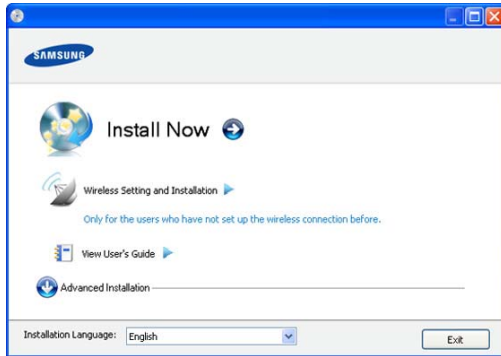 SAMSUNG
Install Now
Wireless Setting and Installation
Only for the users who have not set up the wireless connection before.
View User's Guide
Advanced Installation
Installation Language: English Exit